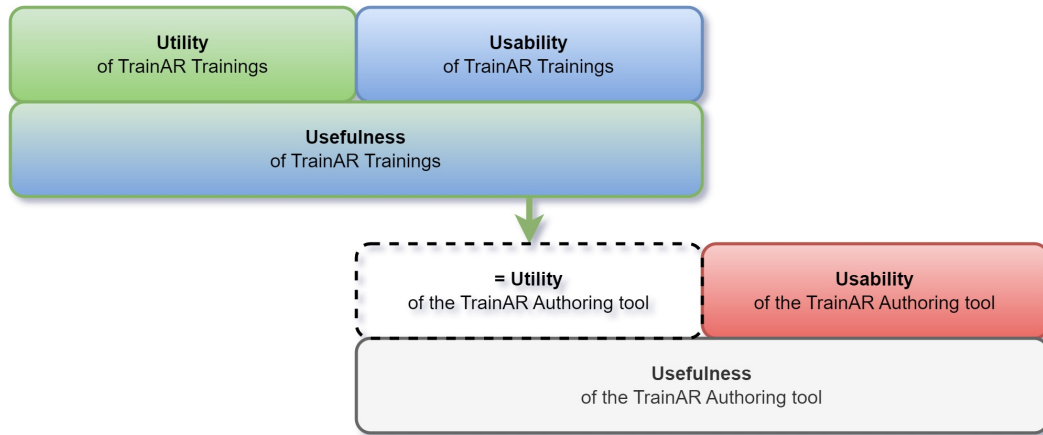 Utility
of TrainAR Trainings
Usability
of TrainAR Trainings
Usefulness
of TrainAR Trainings
= Utility
of the TrainAR Authoring tool
Usability
of the TrainAR Authoring tool
Usefulness
of the TrainAR Authoring tool